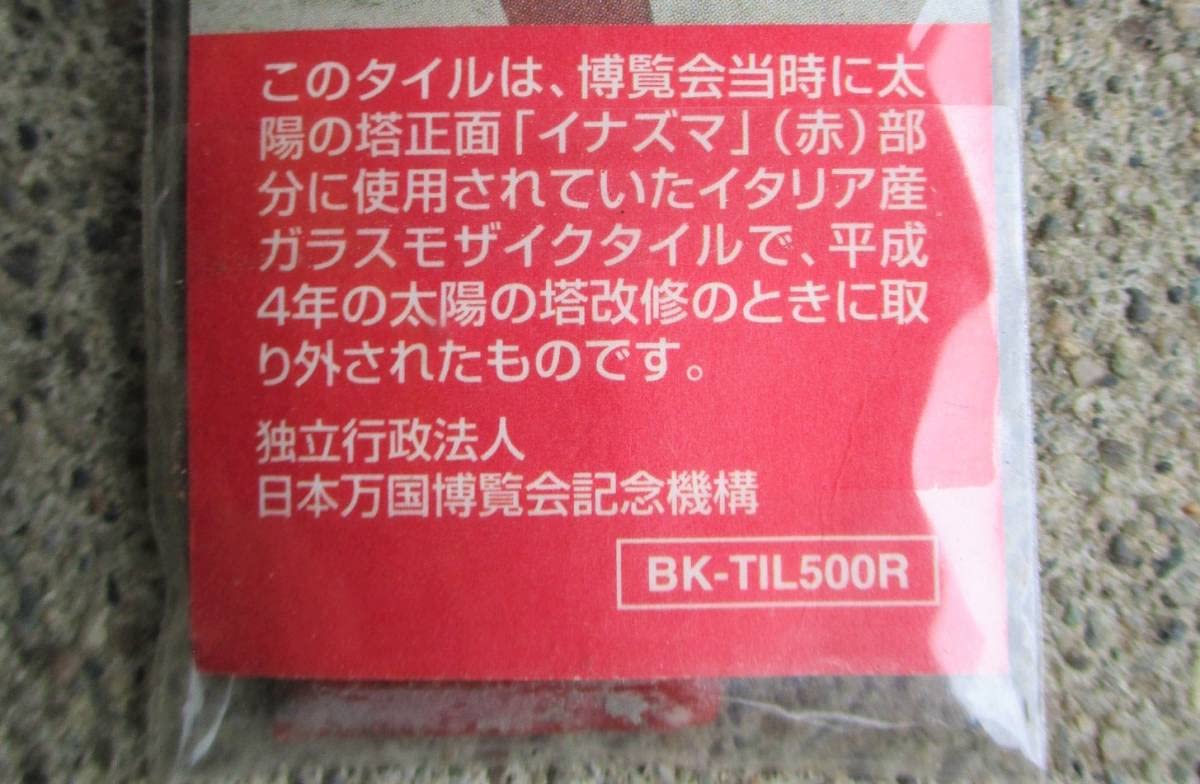 このタイルは、博覧会当時に太
陽の塔正面「イナズマ」（赤）部
分に使用されていたイタリア産
ガラスモザイクタイルで、平成
4年の太陽の塔改修のときに取
り外されたものです。
独立行政法人
日本万国博覧会記念機構
BK-TIL500R